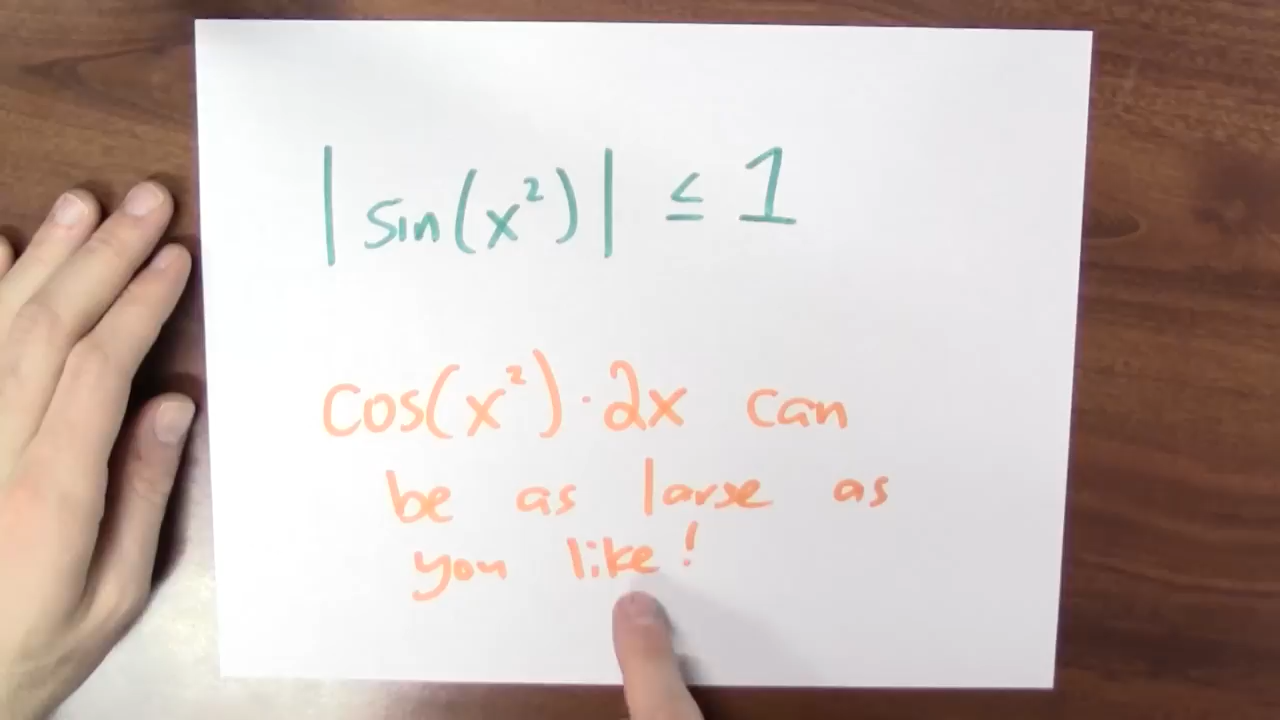 |sin(x²)| ≤ 1
cos(x²)·2x can
be as large as
you like!